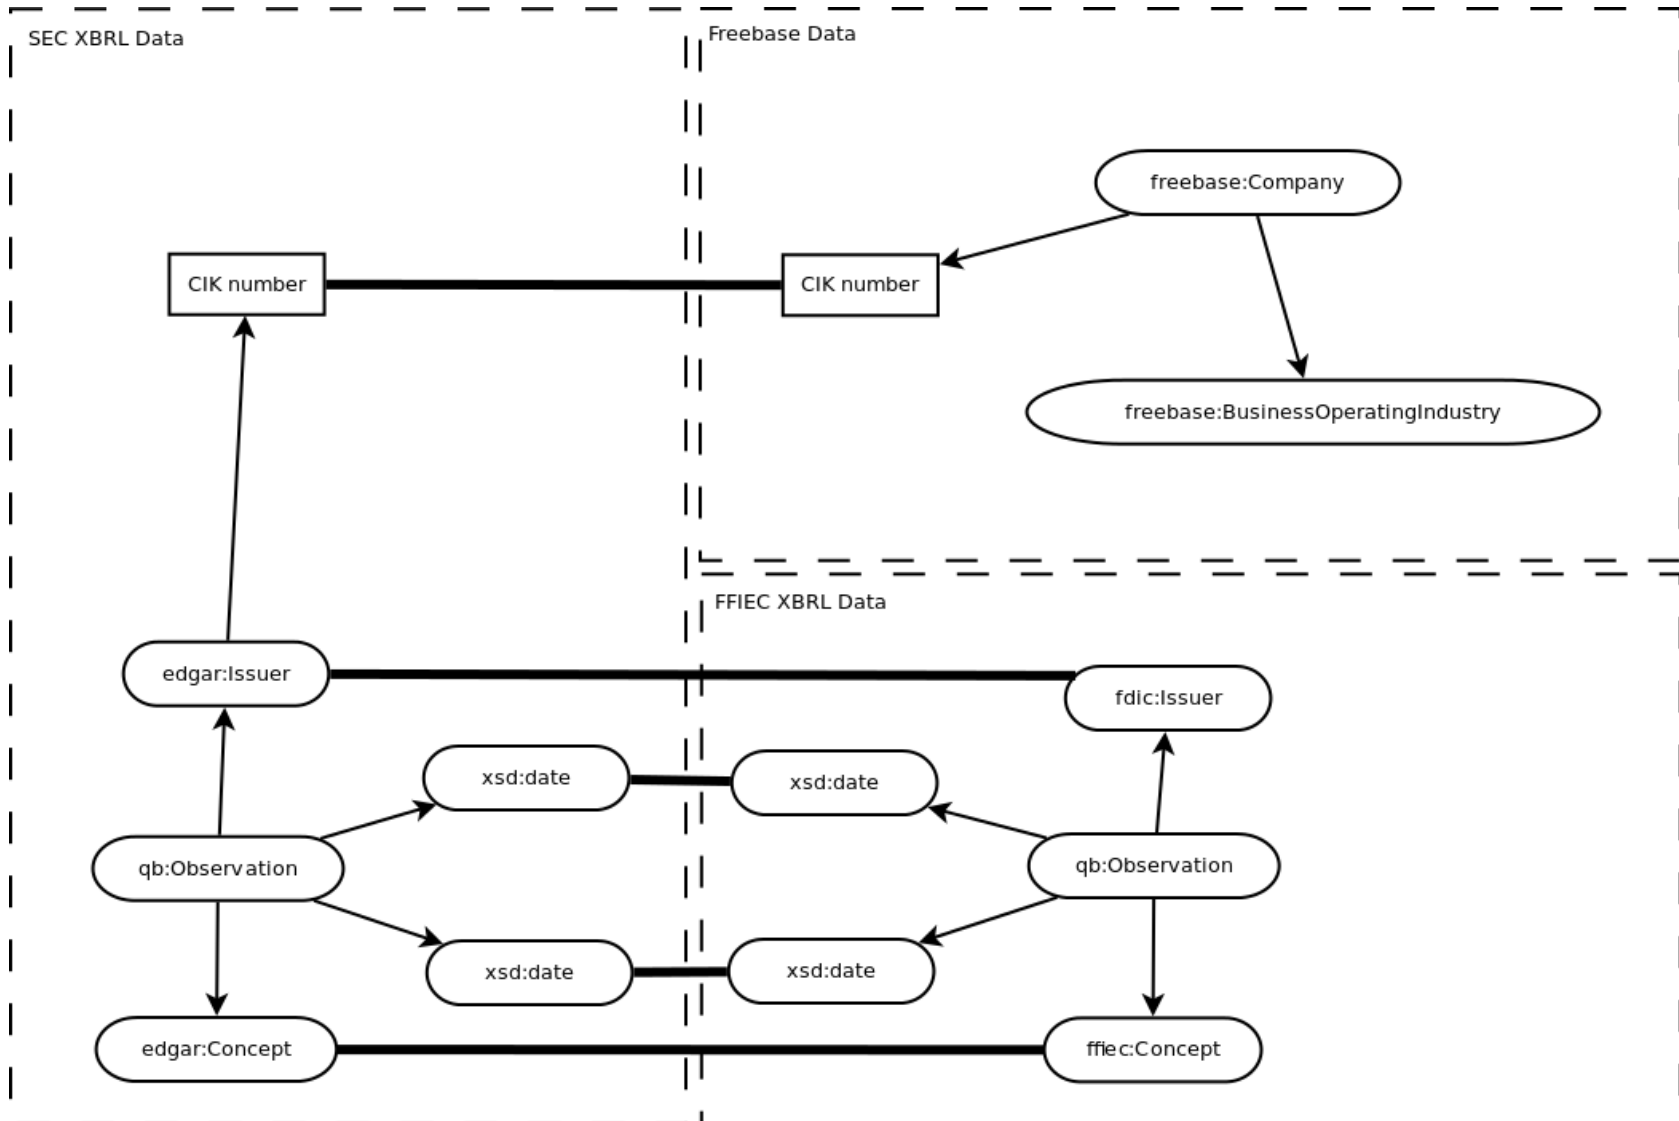 SEC XBRL Data
Freebase Data
freebase:Company
CIK number
CIK number
freebase:BusinessOperatingIndustry
FFIEC XBRL Data
edgar:Issuer
fdic:Issuer
xsd:date
xsd:date
qb:Observation
qb:Observation
xsd:date
xsd:date
edgar:Concept
ffiec:Concept